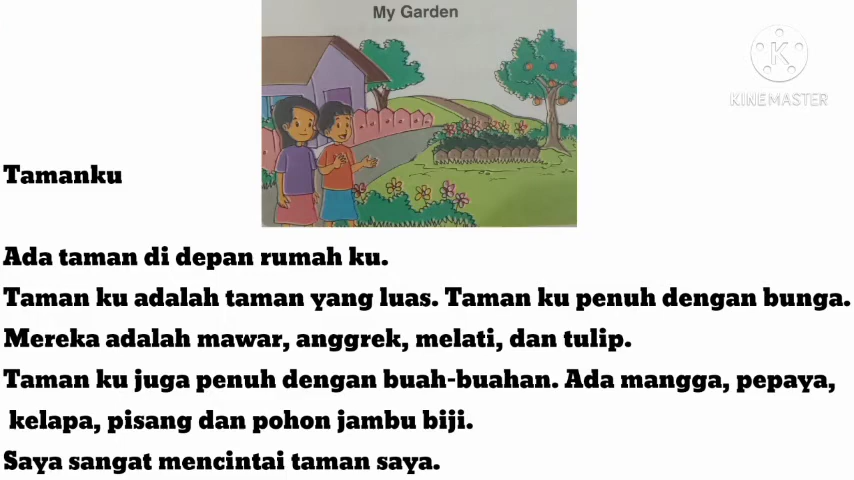 My Garden
KINEMASTER
Tamanku
Ada taman di depan rumah ku.
Taman ku adalah taman yang luas. Taman ku penuh dengan bunga.
Mereka adalah mawar, anggrek, melati, dan tulip.
Taman ku juga penuh dengan buah-buahan. Ada mangga, pepaya,
kelapa, pisang dan pohon jambu biji.
Saya sangat mencintai taman saya.